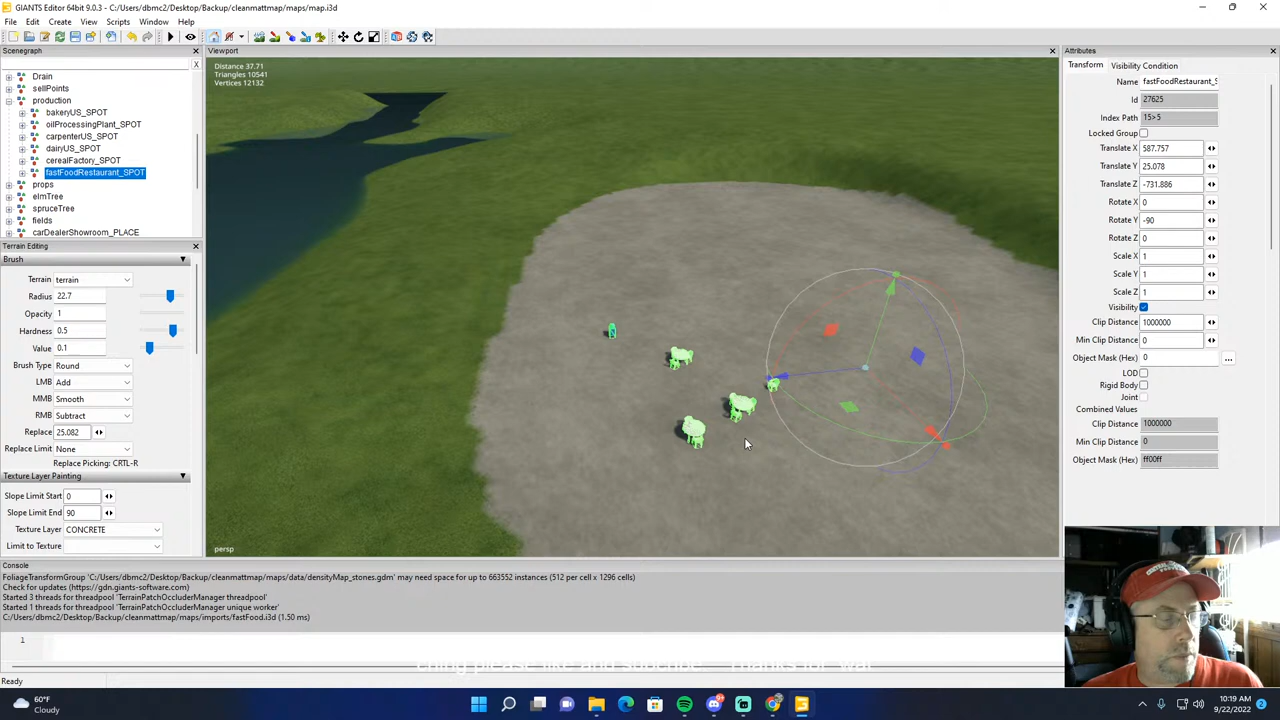 GIANTS Editor 64bit 9.0.3 - C:/Users/dbmc2/Desktop/Backup/cleanmattmap/maps/map.i3d
File Edit Create View Scripts Window Help
Scenegraph
X
Drain
sellPoints
production
bakeryUS_SPOT
oilProcessingPlant_SPOT
carpenterUS_SPOT
dairyUS_SPOT
cerealFactory_SPOT
fastFoodRestaurant_SPOT
props
elmTree
spruceTree
fields
carDealerShowroom_PLACE
Terrain Editing
Brush
Terrain terrain
Radius 22.7
Opacity 1
Hardness 0.5
Value 0.1
Brush Type Round
LMB Add
MMB Smooth
RMB Subtract
Replace 25.082
Replace Limit None
Replace Picking: CRTL-R
Texture Layer Painting
Slope Limit Start 0
Slope Limit End 90
Texture Layer CONCRETE
Limit to Texture
Viewport
Distance 37.71
Triangles 10541
Vertices 12132
persp
Attributes
Transform Visibility Condition
Name fastFoodRestaurant_S
Id 27625
Index Path 15>5
Locked Group
Translate X 587.757
Translate Y 25.078
Translate Z -731.886
Rotate X 0
Rotate Y -90
Rotate Z 0
Scale X 1
Scale Y 1
Scale Z 1
Visibility
Clip Distance 1000000
Min Clip Distance 0
Object Mask (Hex) 0 ...
LOD
Rigid Body
Joint
Combined Values
Clip Distance 1000000
Min Clip Distance 0
Object Mask (Hex) ff00ff
Console
FoliageTransformGroup 'C:/Users/dbmc2/Desktop/Backup/cleanmattmap/maps/data/densityMap_stones.gdm' may need space for up to 663552 instances (512 per cell x 1296 cells)
Check for updates (https://gdn.giants-software.com)
Started 3 threads for threadpool 'TerrainPatchOccluderManager threadpool'
Started 1 threads for threadpool 'TerrainPatchOccluderManager unique worker'
C:/Users/dbmc2/Desktop/Backup/cleanmattmap/maps/imports/fastFood.i3d (1.50 ms)
1
please like and
Ready
60°F
Cloudy
10:19 AM
9/22/2022